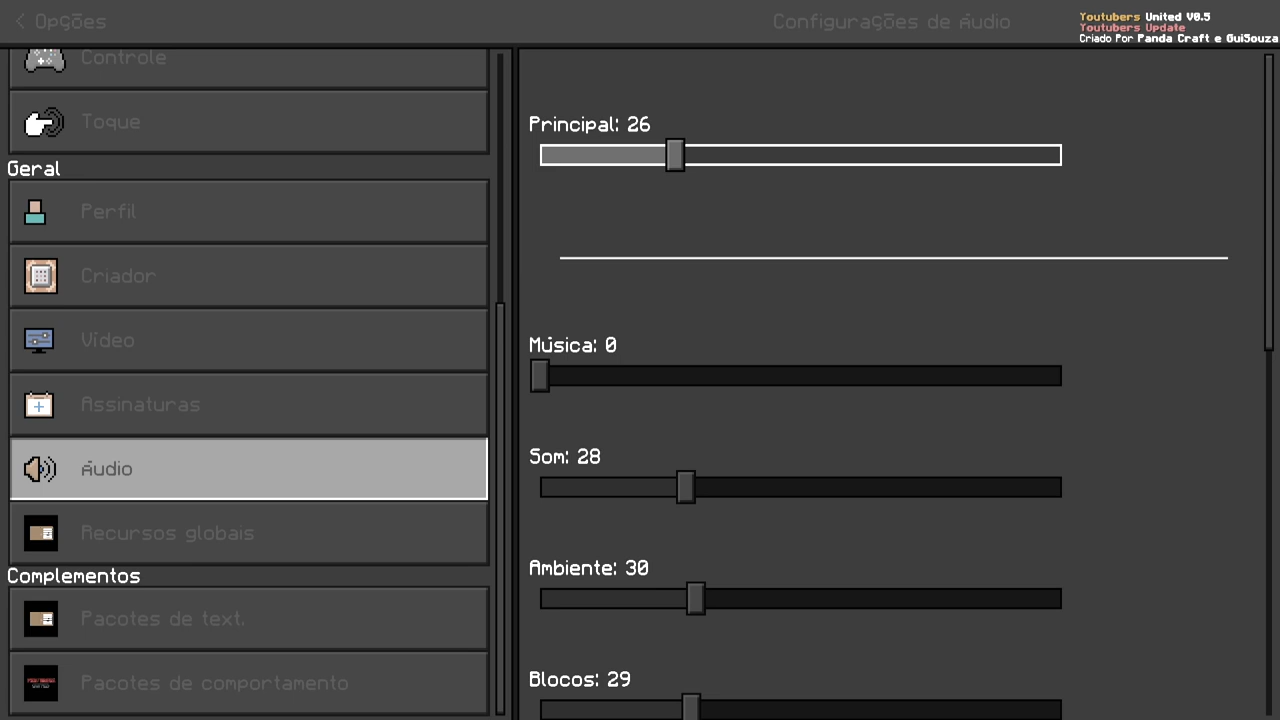 < Opções
Configurações de Áudio
Youtubers United V0.5
Youtubers Update
Criado Por Panda Craft e GuiSouza
Controle
Toque
Geral
Perfil
Criador
Vídeo
Assinaturas
Áudio
Recursos globais
Complementos
Pacotes de text.
Pacotes de comportamento
Principal: 26
Música: 0
Som: 28
Ambiente: 30
Blocos: 29